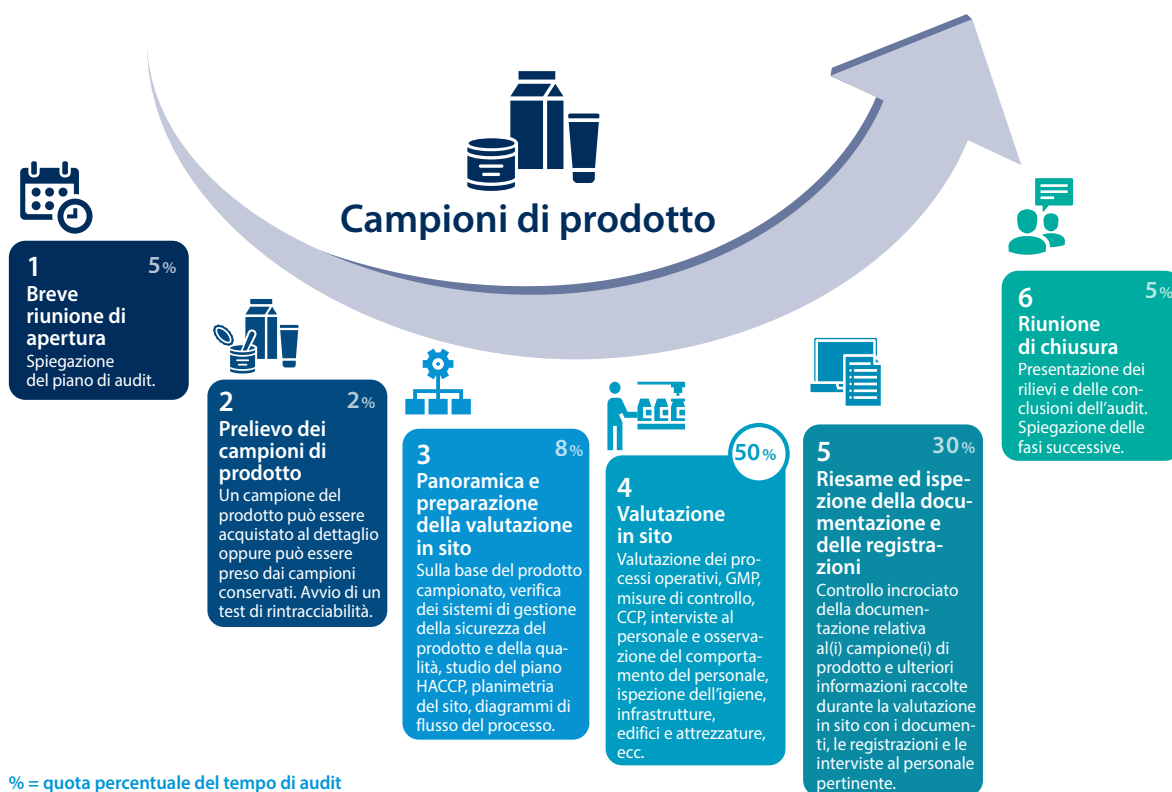 Campioni di prodotto
1
5%
Breve
riunione di
apertura
Spiegazione
del piano di audit.
2
2%
Prelievo dei
campioni di
prodotto
Un campione del
prodotto può essere
acquistato al dettaglio
oppure può essere
preso dai campioni
conservati. Avvio di un
test di rintracciabilità.
3
8%
Panoramica e
preparazione
della valutazione
in sito
Sulla base del prodotto
campionato, verifica
dei sistemi di gestione
della sicurezza del
prodotto e della qua-
lità, studio del piano
HACCP, planimetria
del sito, diagrammi di
flusso del processo.
4
50%
Valutazione
in sito
Valutazione dei pro-
cessi operativi, GMP,
misure di controllo,
CCP, interviste al
personale e osserva-
zione del comporta-
mento del personale,
ispezione dell'igiene,
infrastrutture,
edifici e attrezzature,
ecc.
5
30%
Riesame ed ispe-
zione della docu-
mentazione e
delle registra-
zioni
Controllo incrociato
della documen-
tazione relativa
al(i) campione(i) di
prodotto e ulteriori
informazioni raccolte
durante la valutazione
in sito con i documen-
ti, le registrazioni e le
interviste al personale
pertinente.
6
5%
Riunione
di chiusura
Presentazione dei
rilievi e delle con-
clusioni dell'audit.
Spiegazione delle
fasi successive.
% = quota percentuale del tempo di audit